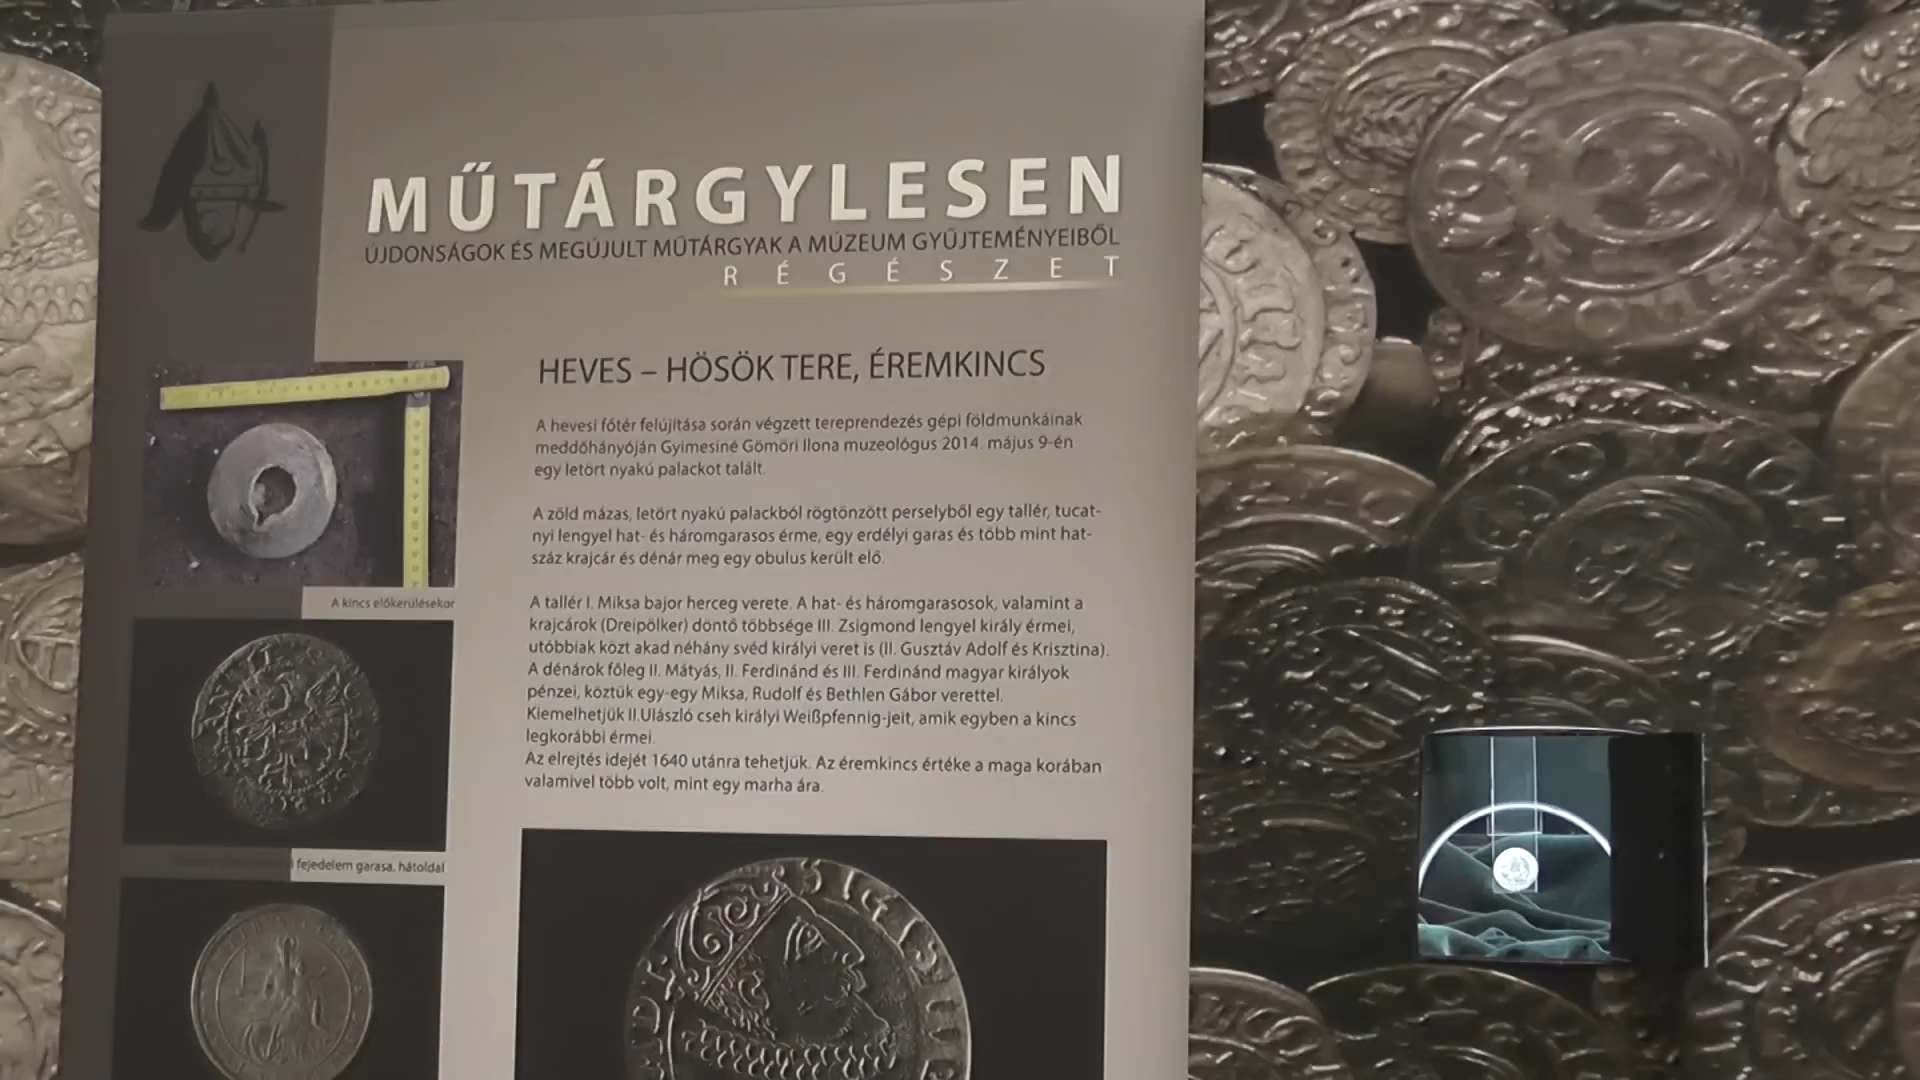 MŰTÁRGYLESEN
ÚJDONSÁGOK ÉS MEGÚJULT MŰTÁRGYAK A MÚZEUM GYŰJTEMÉNYEIBŐL
RÉGÉSZET
HEVES – HŐSÖK TERE, ÉREMKINCS
A hevesi főtér felújítása során végzett tereprendezés gépi földmunkáinak
meddőhányóján Gyimesiné Gömöri Ilona muzeológus 2014. május 9-én
egy letört nyakú palackot talált.
A zöld mázas, letört nyakú palackból rögtönzött perselyből egy tallér, tucat-
nyi lengyel hat- és háromgarasos érme, egy erdélyi garas és több mint hat-
száz krajcár és dénár meg egy obulus került elő.
A tallér I. Miksa bajor herceg verete. A hat- és háromgarasosok, valamint a
krajcárok (Dreipölker) döntő többsége III. Zsigmond lengyel király érmei,
utóbbiak közt akad néhány svéd királyi veret is (II. Gusztáv Adolf és Krisztina).
A dénárok főleg II. Mátyás, II. Ferdinánd és III. Ferdinánd magyar királyok
pénzei, köztük egy-egy Miksa, Rudolf és Bethlen Gábor verettel.
Kiemelhetjük II.Ulászló cseh királyi Weißpfennig-jeit, amik egyben a kincs
legkorábbi érmei.
Az elrejtés idejét 1640 utánra tehetjük. Az éremkincs értéke a maga korában
valamivel több volt, mint egy marha ára.
A kincs előkerülésekor
fejedelem garasa, hátoldal